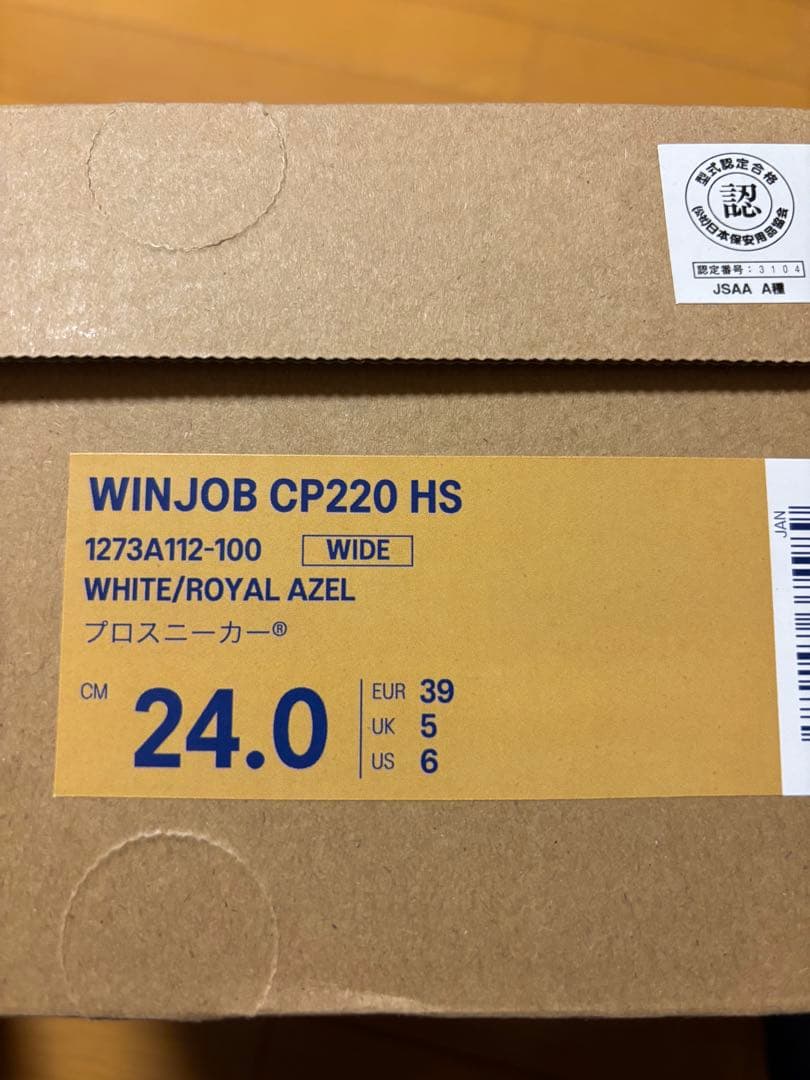 型式認定合格
認
(公社)日本保安用品協会
認定番号：3104
JSAA A種
WINJOB CP220 HS
1273A112-100 WIDE
WHITE/ROYAL AZEL
プロスニーカー®
CM 24.0
EUR 39
UK 5
US 6
JAN